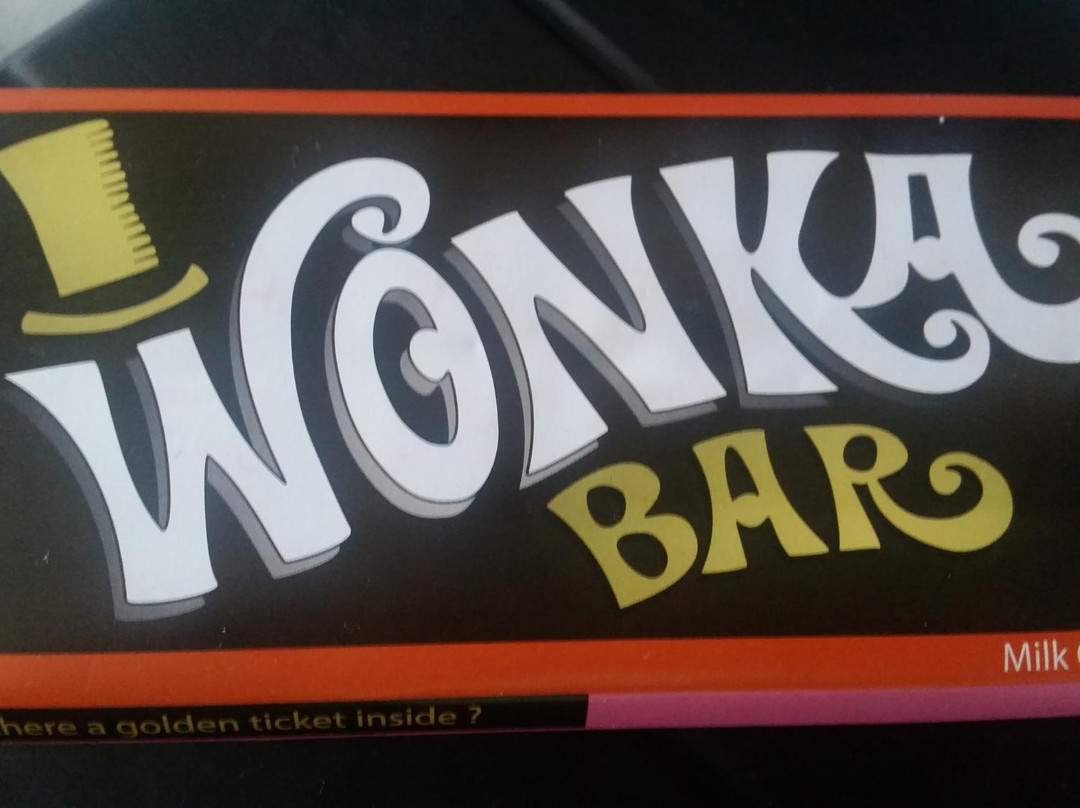 WONKA
BAR
Milk
here a golden ticket inside ?